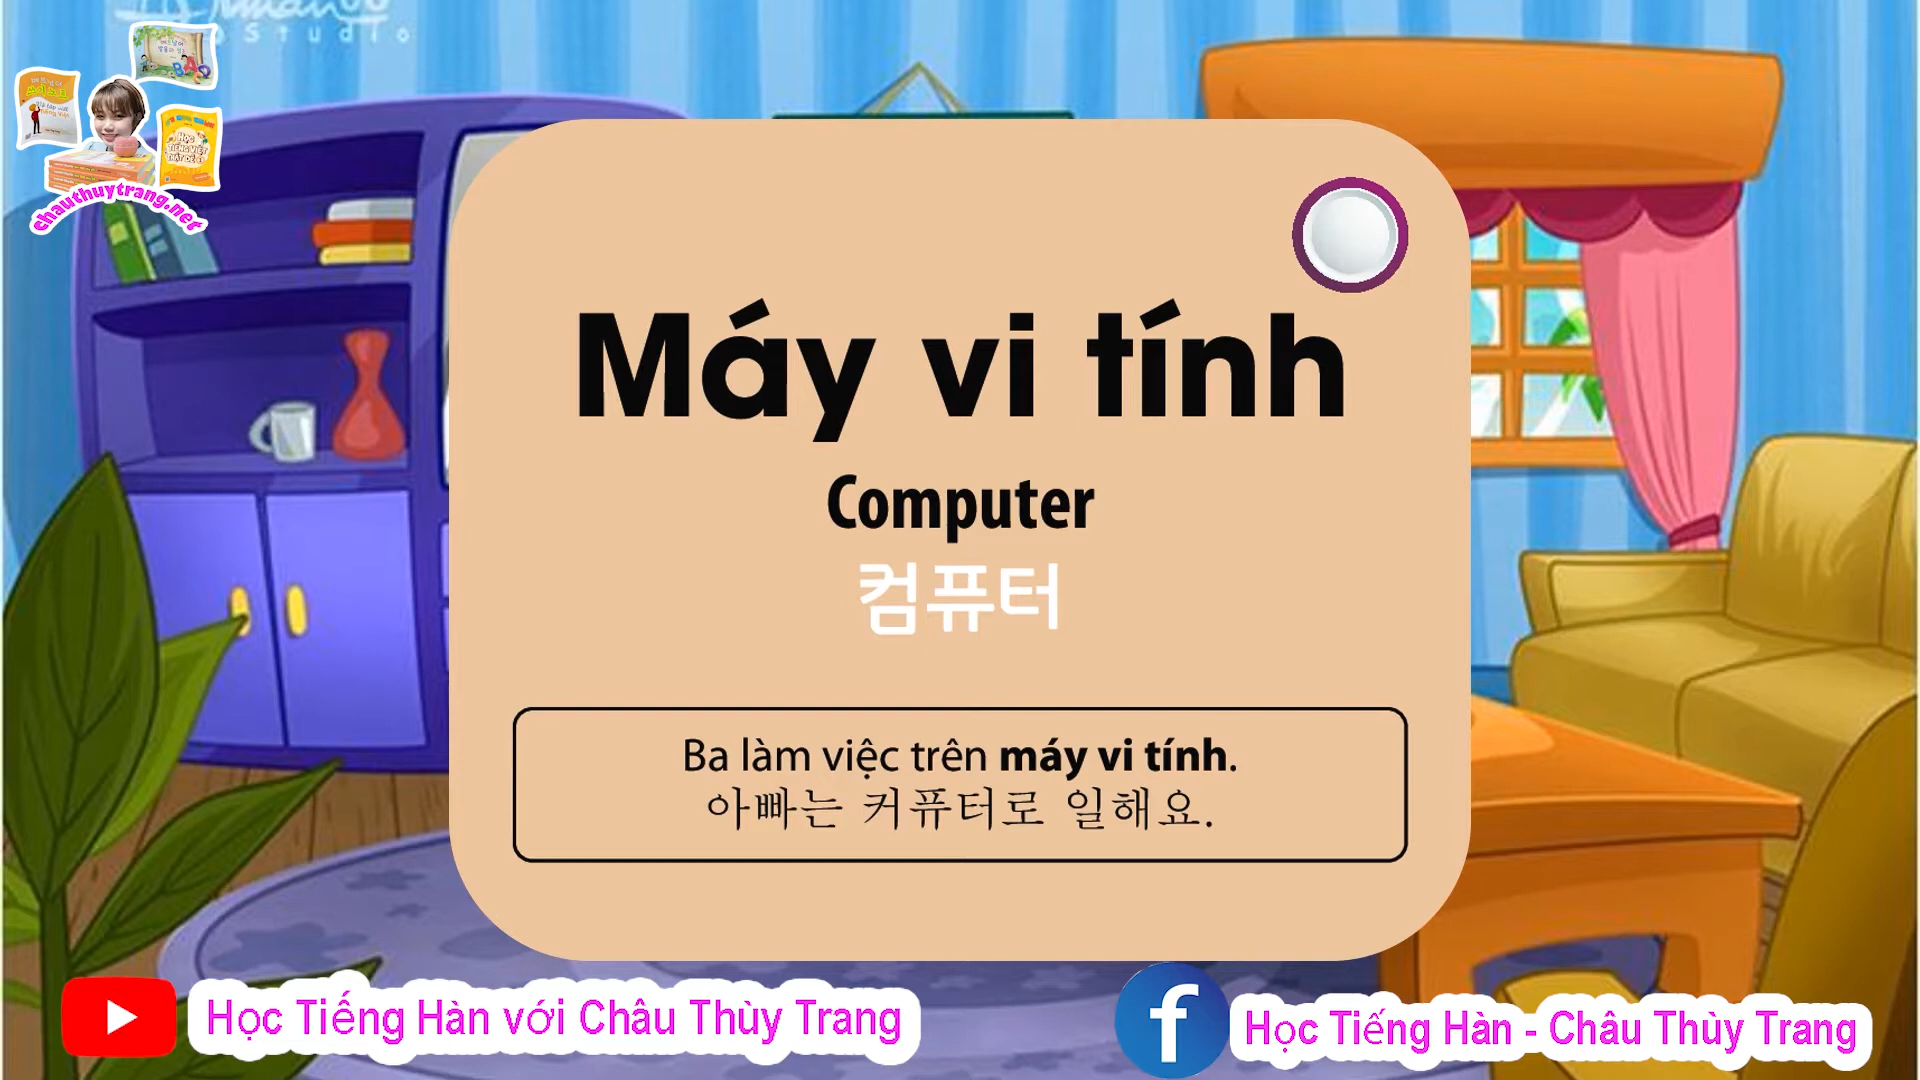 Studio
chauthuytrang.net
Máy vi tính
Computer
컴퓨터
Ba làm việc trên máy vi tính.
아빠는 커퓨터로 일해요.
Học Tiếng Hàn với Châu Thùy Trang
Học Tiếng Hàn - Châu Thùy Trang